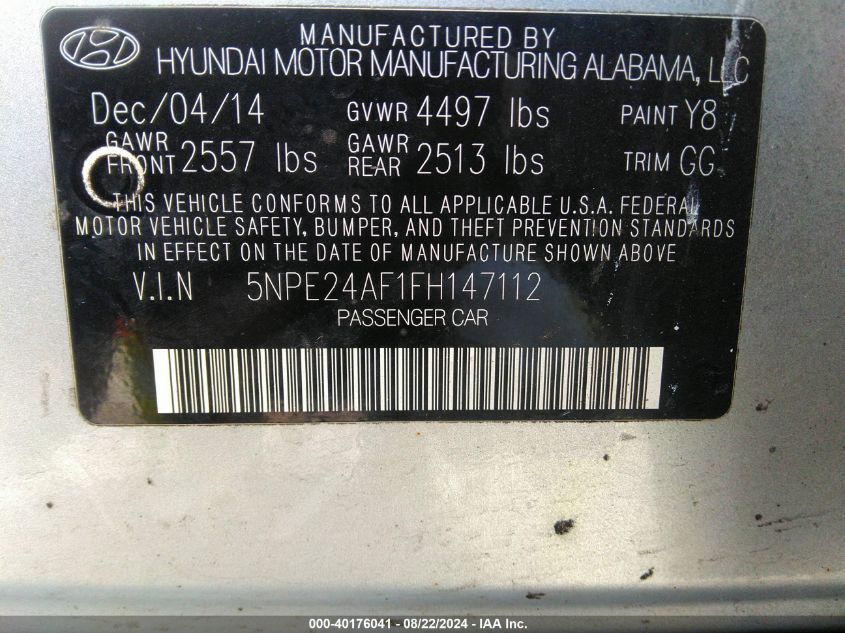 MANUFACTURED BY
HYUNDAI MOTOR MANUFACTURING ALABAMA, LLC
Dec/04/14 GVWR 4497 lbs PAINT Y8
GAWR FRONT 2557 lbs GAWR REAR 2513 lbs TRIM GG
THIS VEHICLE CONFORMS TO ALL APPLICABLE U.S.A. FEDERAL
MOTOR VEHICLE SAFETY, BUMPER, AND THEFT PREVENTION STANDARDS
IN EFFECT ON THE DATE OF MANUFACTURE SHOWN ABOVE
V.I.N 5NPE24AF1FH147112
PASSENGER CAR
000-40176041 - 08/22/2024 - IAA Inc.